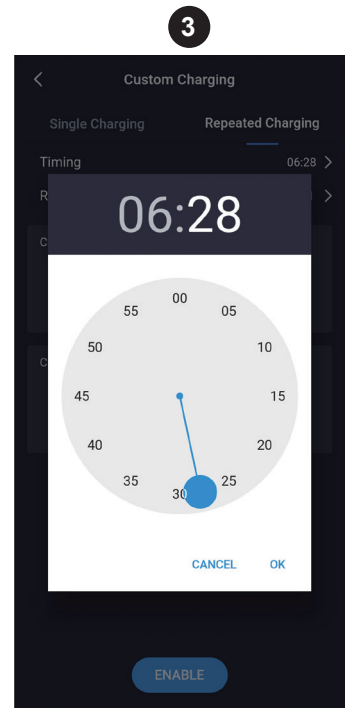 3
Custom Charging
Single Charging Repeated Charging
Timing 06:28
R
06:28
C
00
55 05
50 10
45 15
C
40 20
35 25
30
CANCEL OK
ENABLE